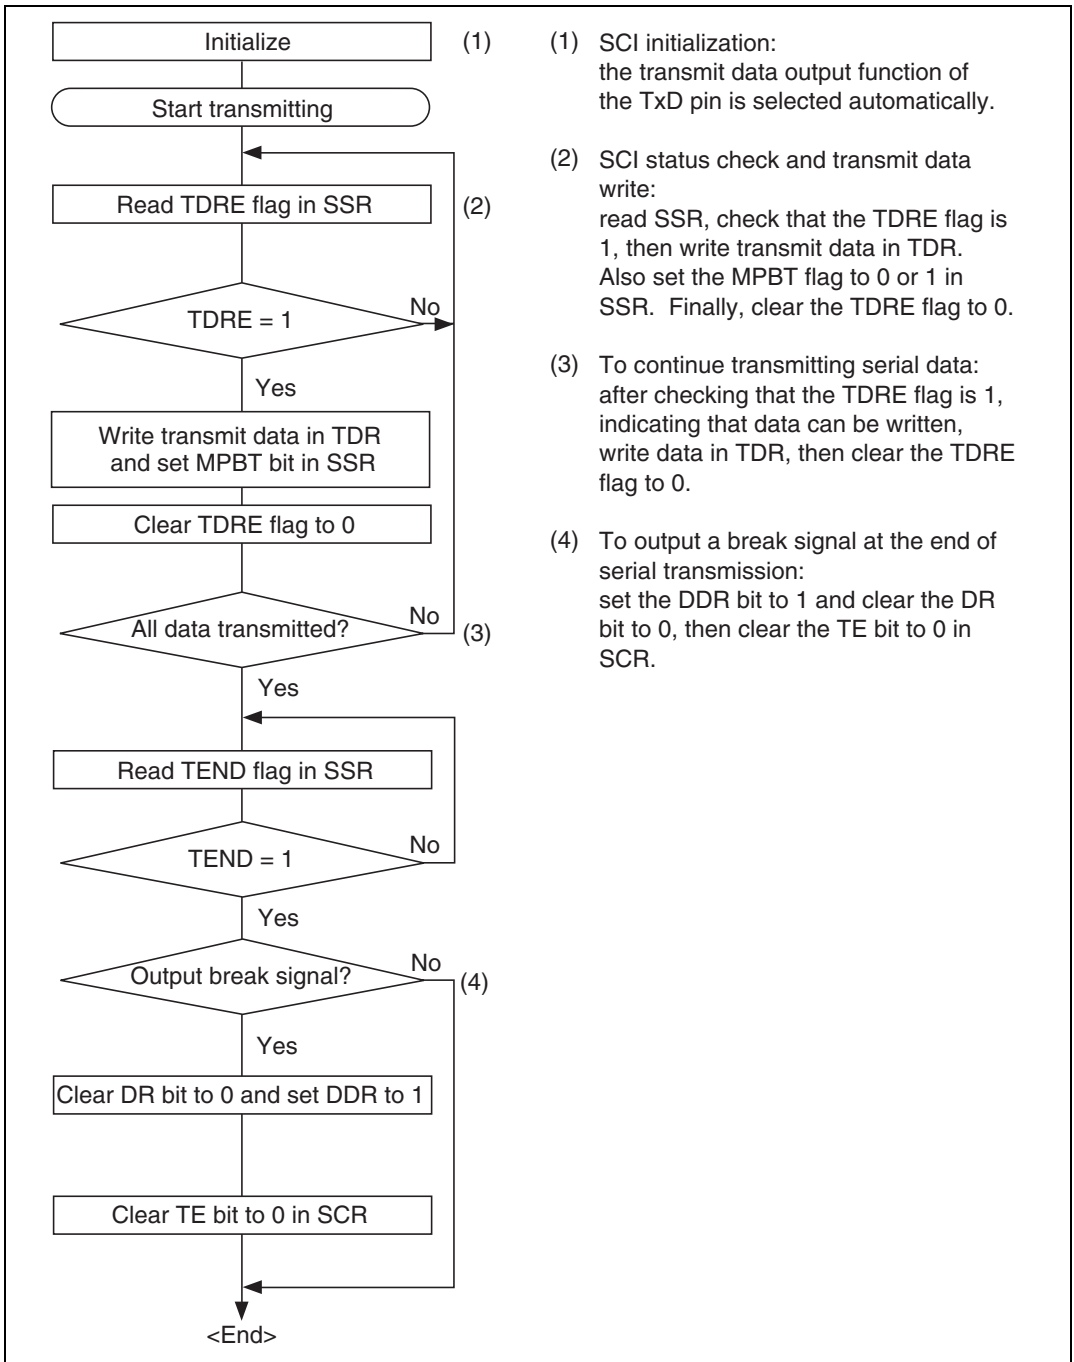 Initialize
(1)
Start transmitting
Read TDRE flag in SSR
(2)
TDRE = 1
No
Yes
Write transmit data in TDR
and set MPBT bit in SSR
Clear TDRE flag to 0
All data transmitted?
No
(3)
Yes
Read TEND flag in SSR
TEND = 1
No
Yes
Output break signal?
No
(4)
Yes
Clear DR bit to 0 and set DDR to 1
Clear TE bit to 0 in SCR
<End>
(1) SCI initialization:
the transmit data output function of
the TxD pin is selected automatically.
(2) SCI status check and transmit data
write:
read SSR, check that the TDRE flag is
1, then write transmit data in TDR.
Also set the MPBT flag to 0 or 1 in
SSR. Finally, clear the TDRE flag to 0.
(3) To continue transmitting serial data:
after checking that the TDRE flag is 1,
indicating that data can be written,
write data in TDR, then clear the TDRE
flag to 0.
(4) To output a break signal at the end of
serial transmission:
set the DDR bit to 1 and clear the DR
bit to 0, then clear the TE bit to 0 in
SCR.